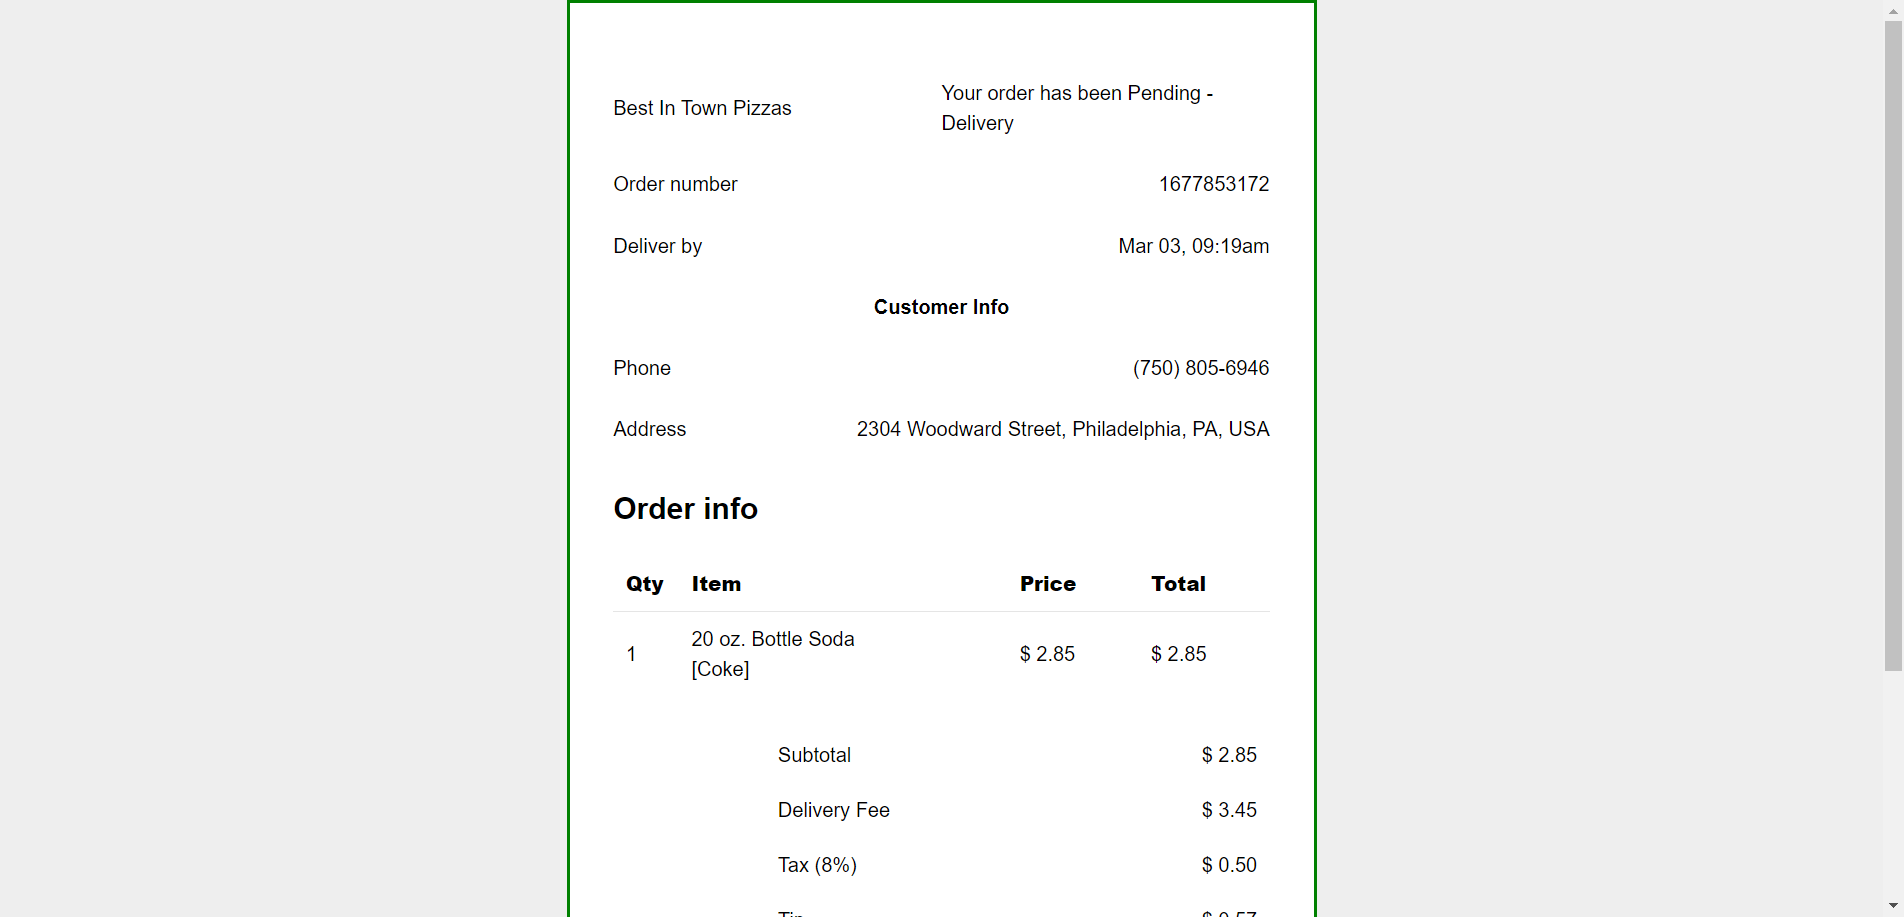 Best In Town Pizzas
Your order has been Pending -
Delivery
Order number 1677853172
Deliver by Mar 03, 09:19am
Customer Info
Phone (750) 805-6946
Address 2304 Woodward Street, Philadelphia, PA, USA
Order info
Qty Item Price Total
1 20 oz. Bottle Soda $ 2.85 $ 2.85
[Coke]
Subtotal $ 2.85
Delivery Fee $ 3.45
Tax (8%) $ 0.50